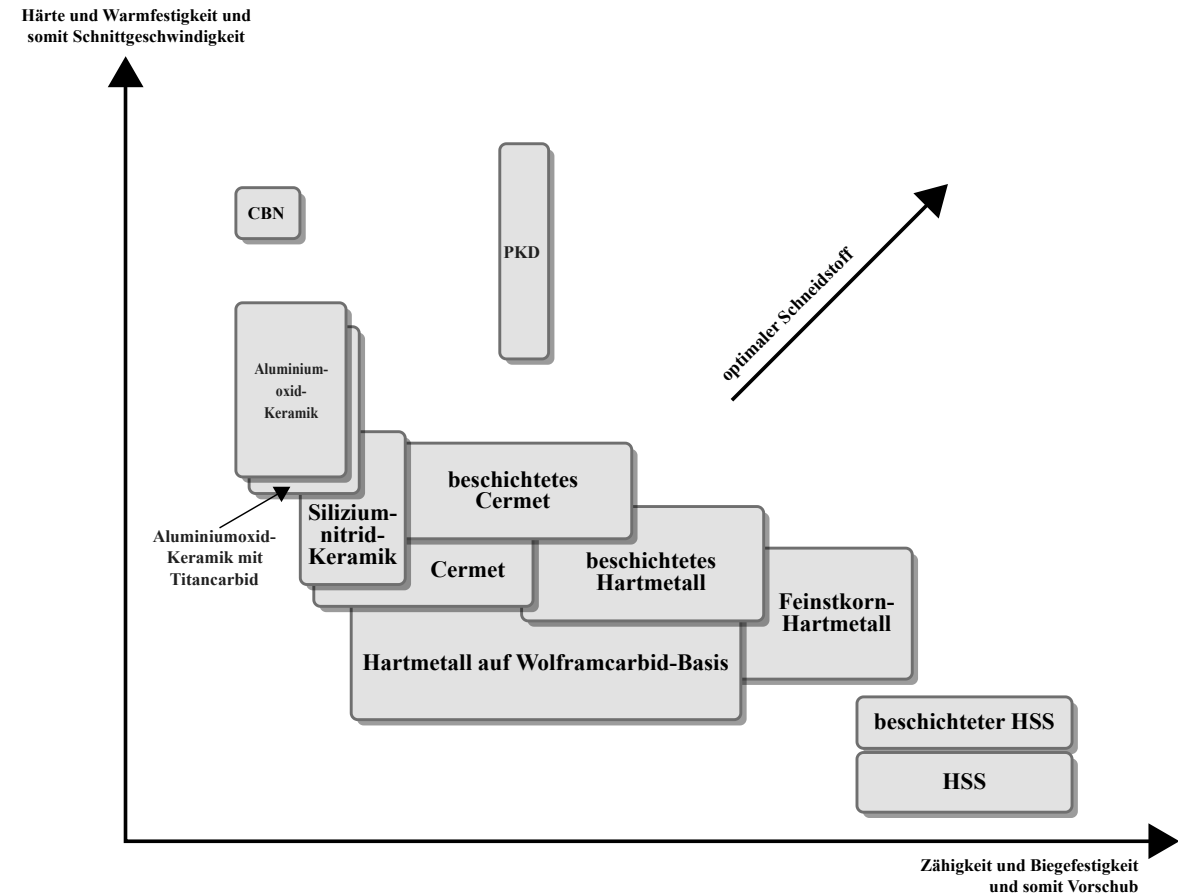 Härte und Warmfestigkeit und
somit Schnittgeschwindigkeit
CBN
PKD
optimaler Schneidstoff
Aluminium-
oxid-
Keramik
beschichtetes
Cermet
Silizium-
nitrid-
Keramik
Aluminiumoxid-
Keramik mit
Titancarbid
Cermet
beschichtetes
Hartmetall
Feinstkorn-
Hartmetall
Hartmetall auf Wolframcarbid-Basis
beschichteter HSS
HSS
Zähigkeit und Biegefestigkeit
und somit Vorschub